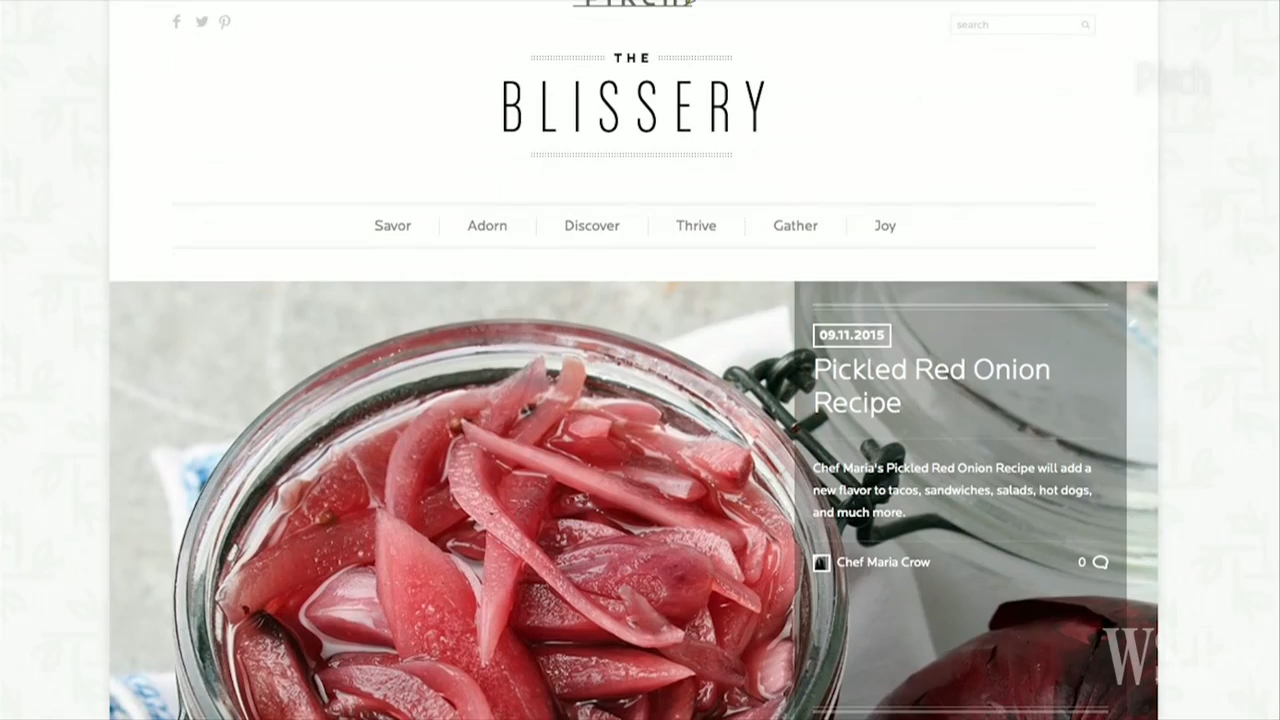 search
THE
BLISSERY
Savor Adorn Discover Thrive Gather Joy
09.11.2015
Pickled Red Onion
Recipe
Chef Maria's Pickled Red Onion Recipe will add a
new flavor to tacos, sandwiches, salads, hot dogs,
and much more.
Chef Maria Crow
0